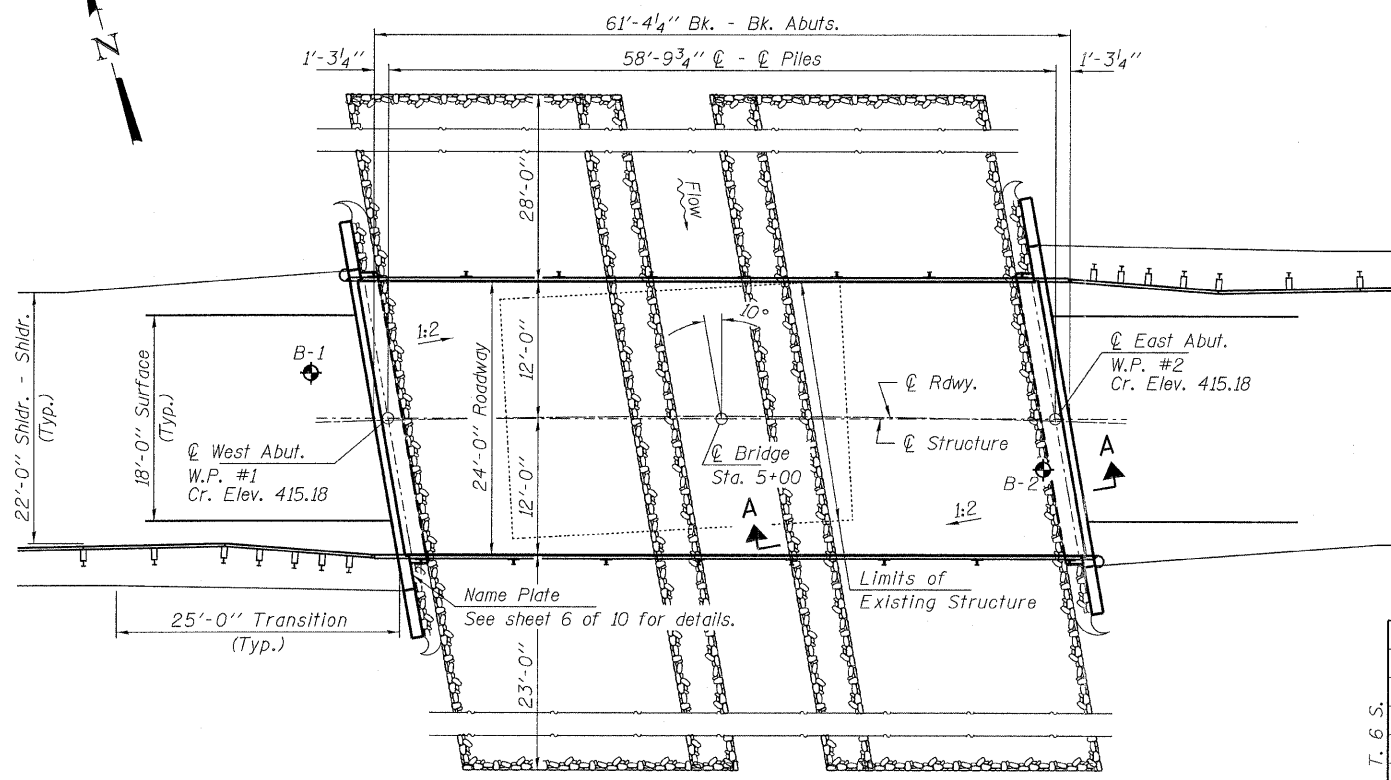 N
61'-4¼" Bk. - Bk. Abuts.
1'-3¼"
58'-9¾" ℄ - ℄ Piles
1'-3¼"
28'-0"
Flow
10°
1:2
B-1
22'-0" Shldr. - Shldr.
(Typ.)
18'-0" Surface
(Typ.)
24'-0" Roadway
12'-0"
12'-0"
℄ Rdwy.
℄ Structure
℄ East Abut.
W.P. #2
Cr. Elev. 415.18
℄ West Abut.
W.P. #1
Cr. Elev. 415.18
℄ Bridge
Sta. 5+00
B-2
A
A
1:2
Name Plate
See sheet 6 of 10 for details.
Limits of
Existing Structure
25'-0" Transition
(Typ.)
23'-0"
T. 6 S.